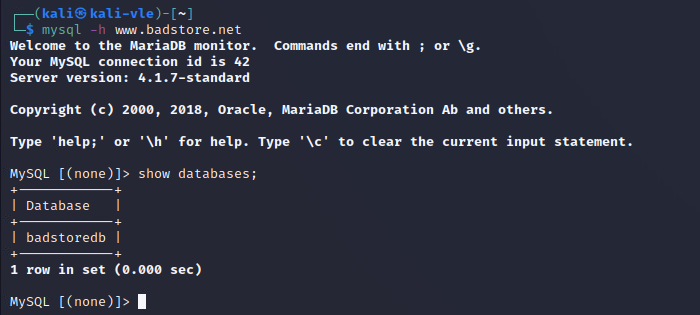 ┌──(kali㉿kali-vle)-[~]
└─$ mysql -h www.badstore.net
Welcome to the MariaDB monitor.  Commands end with ; or \g.
Your MySQL connection id is 42
Server version: 4.1.7-standard

Copyright (c) 2000, 2018, Oracle, MariaDB Corporation Ab and others.

Type 'help;' or '\h' for help. Type '\c' to clear the current input statement.

MySQL [(none)]> show databases;
+------------+
| Database   |
+------------+
| badstoredb |
+------------+
1 row in set (0.000 sec)

MySQL [(none)]>